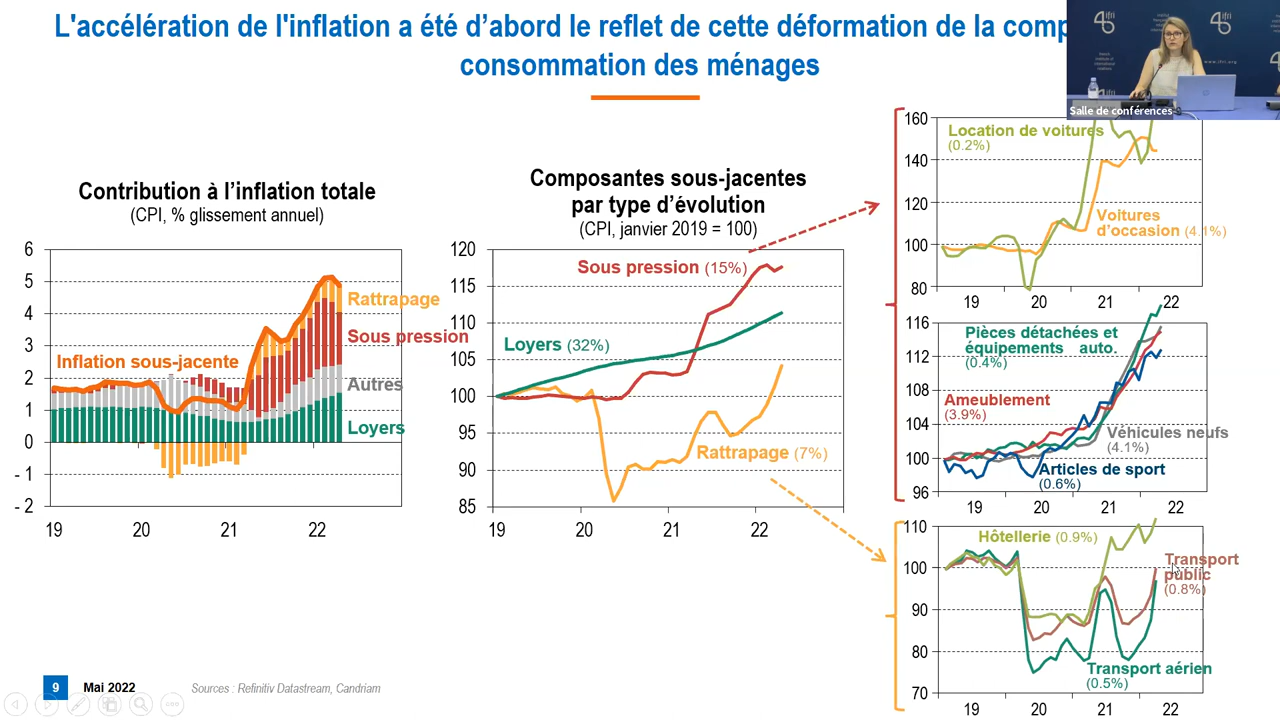 L'accélération de l'inflation a été d'abord le reflet de cette déformation de la comp
consommation des ménages
ifri
ifri
ifri
www.ifri.org
Salle de conférences
Contribution à l'inflation totale
(CPI, % glissement annuel)
6
5
4
3
2
1
0
- 1
- 2
19 20 21 22
Rattrapage
Sous pression
Inflation sous-jacente
Autres
Loyers
Composantes sous-jacentes
par type d'évolution
(CPI, janvier 2019 = 100)
120
115
110
105
100
95
90
85
19 20 21 22
Sous pression (15%)
Loyers (32%)
Rattrapage (7%)
160
140
120
100
80
19 20 21 22
Location de voitures
(0.2%)
Voitures
d'occasion (4.1%)
116
112
108
104
100
96
19 20 21 22
Pièces détachées et
équipements auto.
(0.4%)
Ameublement
(3.9%)
Véhicules neufs
(4.1%)
Articles de sport
(0.6%)
110
100
90
80
70
19 20 21 22
Hôtellerie (0.9%)
Transport
public
(0.8%)
Transport aérien
(0.5%)
9 Mai 2022 Sources : Refinitiv Datastream, Candriam